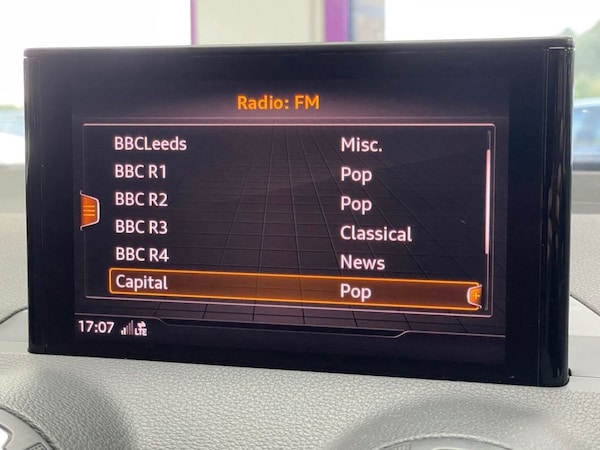 Radio: FM
BBCLeeds Misc.
BBC R1 Pop
BBC R2 Pop
BBC R3 Classical
BBC R4 News
Capital Pop
17:07 LTE